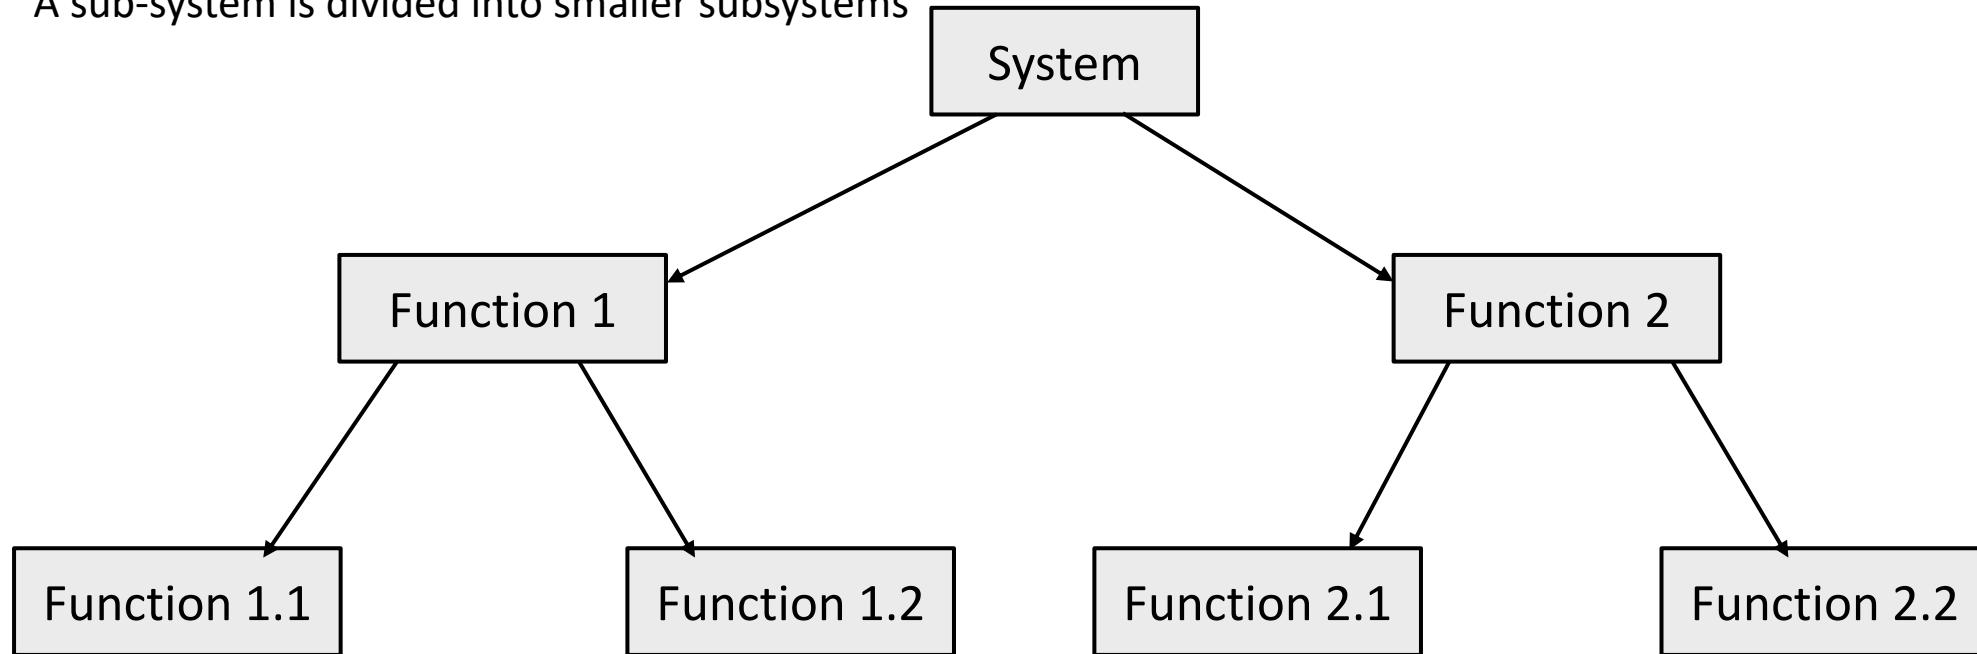 A sub-system is divided into smaller subsystems
System
Function 1
Function 2
Function 1.1
Function 1.2
Function 2.1
Function 2.2